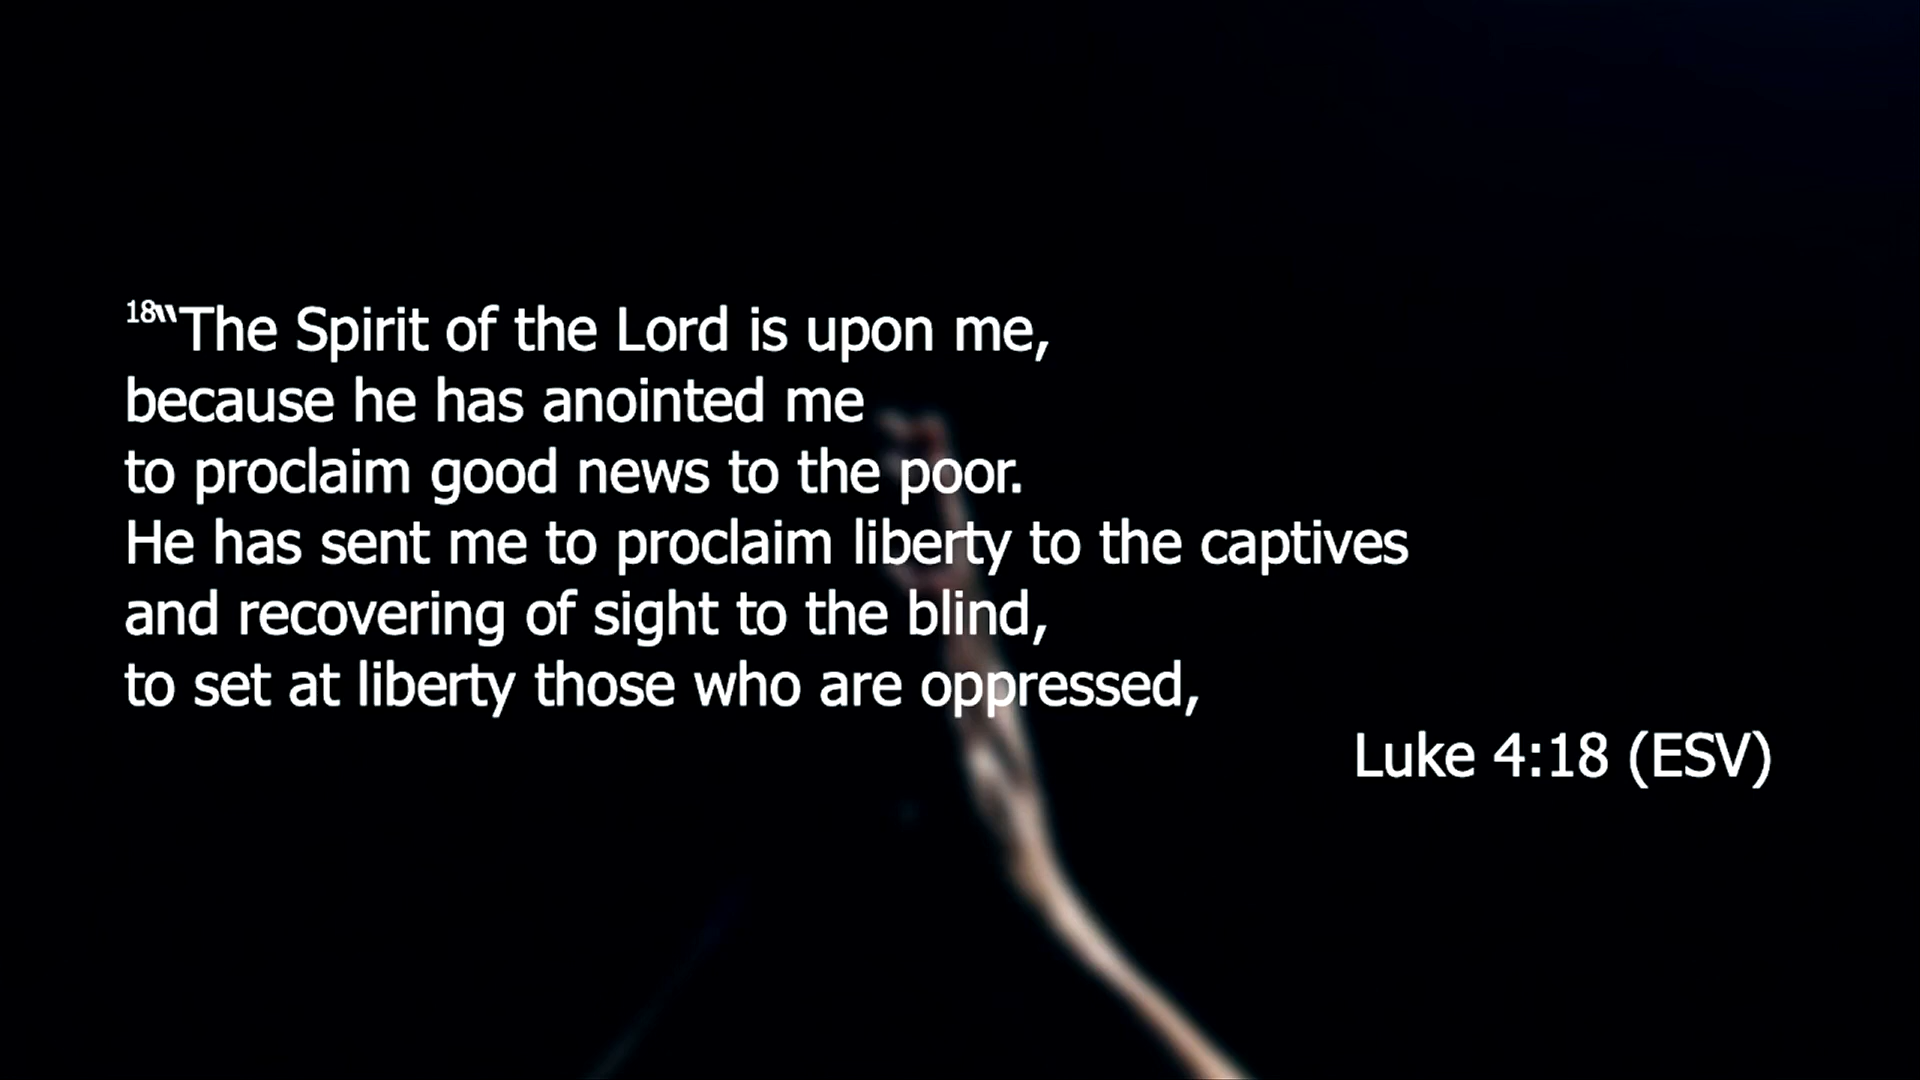 18“The Spirit of the Lord is upon me,
because he has anointed me
to proclaim good news to the poor.
He has sent me to proclaim liberty to the captives
and recovering of sight to the blind,
to set at liberty those who are oppressed,
Luke 4:18 (ESV)